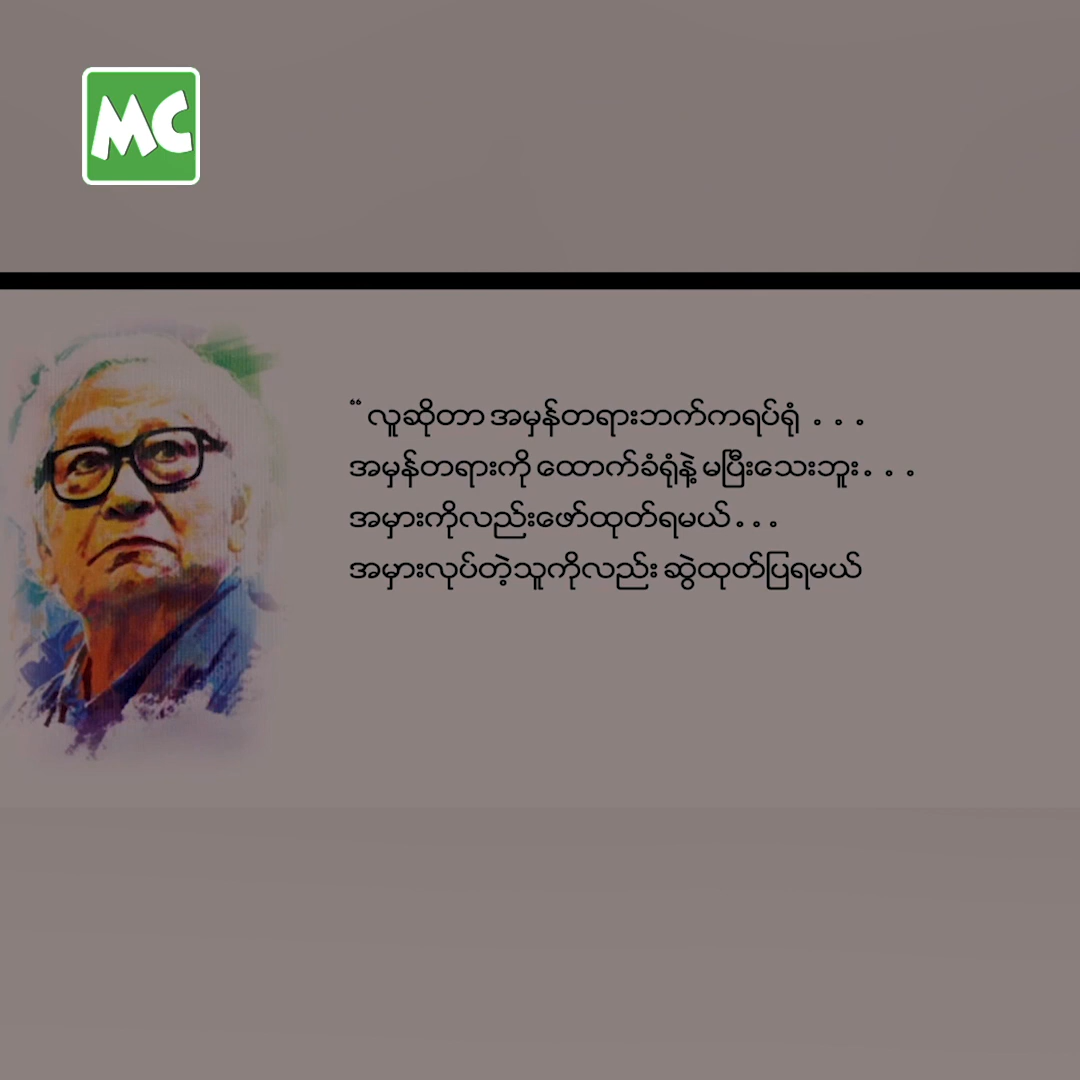 MC
“ လူဆိုတာ အမှန်တရားဘက်ကရပ်ရုံ . . .
အမှန်တရားကို ထောက်ခံရုံနဲ့ မပြီးသေးဘူး . . .
အမှားကိုလည်းဖော်ထုတ်ရမယ် . . .
အမှားလုပ်တဲ့သူကိုလည်း ဆွဲထုတ်ပြရမယ်